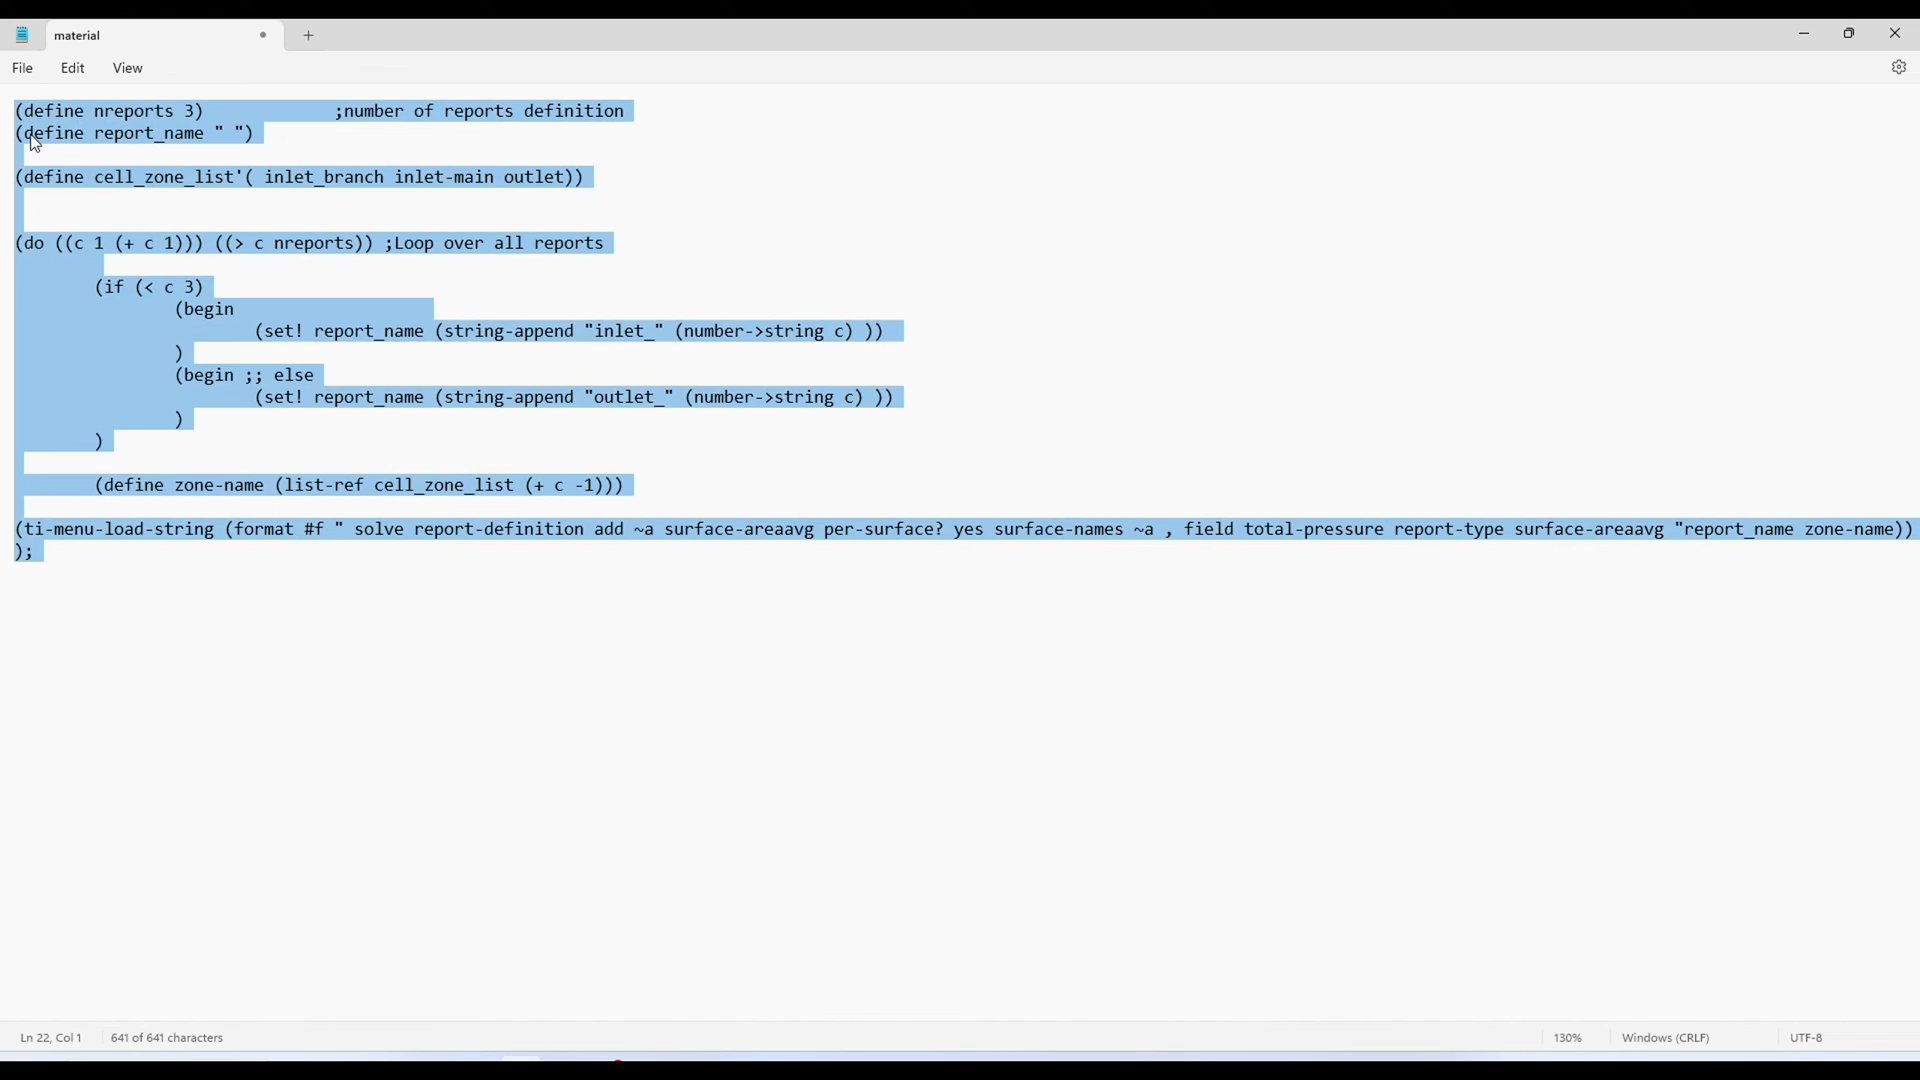 material
File Edit View
(define nreports 3) ;number of reports definition
(define report_name " ")
(define cell_zone_list'( inlet_branch inlet-main outlet))
(do ((c 1 (+ c 1))) ((> c nreports)) ;Loop over all reports
(if (< c 3)
(begin
(set! report_name (string-append "inlet_" (number->string c) ))
)
(begin ;; else
(set! report_name (string-append "outlet_" (number->string c) ))
)
)
(define zone-name (list-ref cell_zone_list (+ c -1)))
(ti-menu-load-string (format #f " solve report-definition add ~a surface-areaavg per-surface? yes surface-names ~a , field total-pressure report-type surface-areaavg "report_name zone-name))
);
Ln 22, Col 1 641 of 641 characters 130% Windows (CRLF) UTF-8